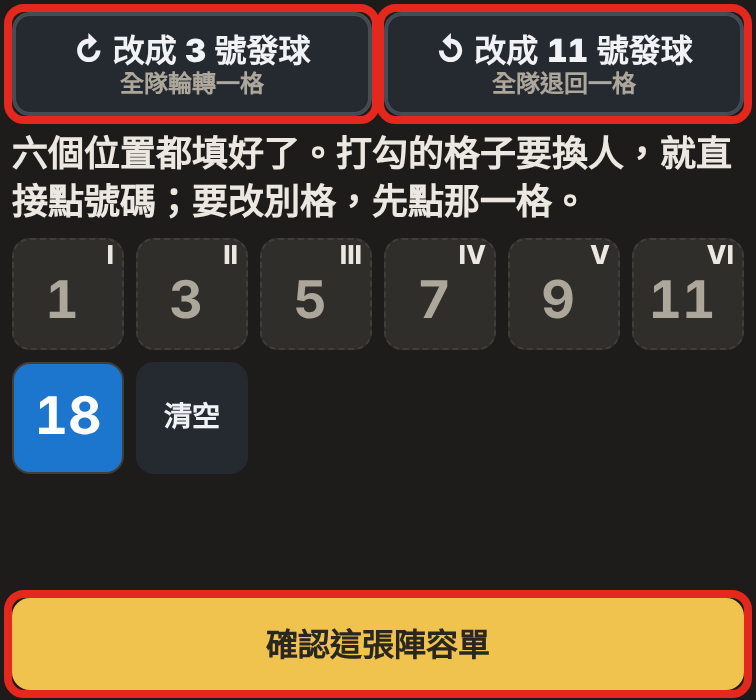 ↻ 改成 3 號發球
全隊輪轉一格
↺ 改成 11 號發球
全隊退回一格
六個位置都填好了。打勾的格子要換人，就直
接點號碼；要改別格，先點那一格。
I II III IV V VI
1 3 5 7 9 11
18 清空
確認這張陣容單